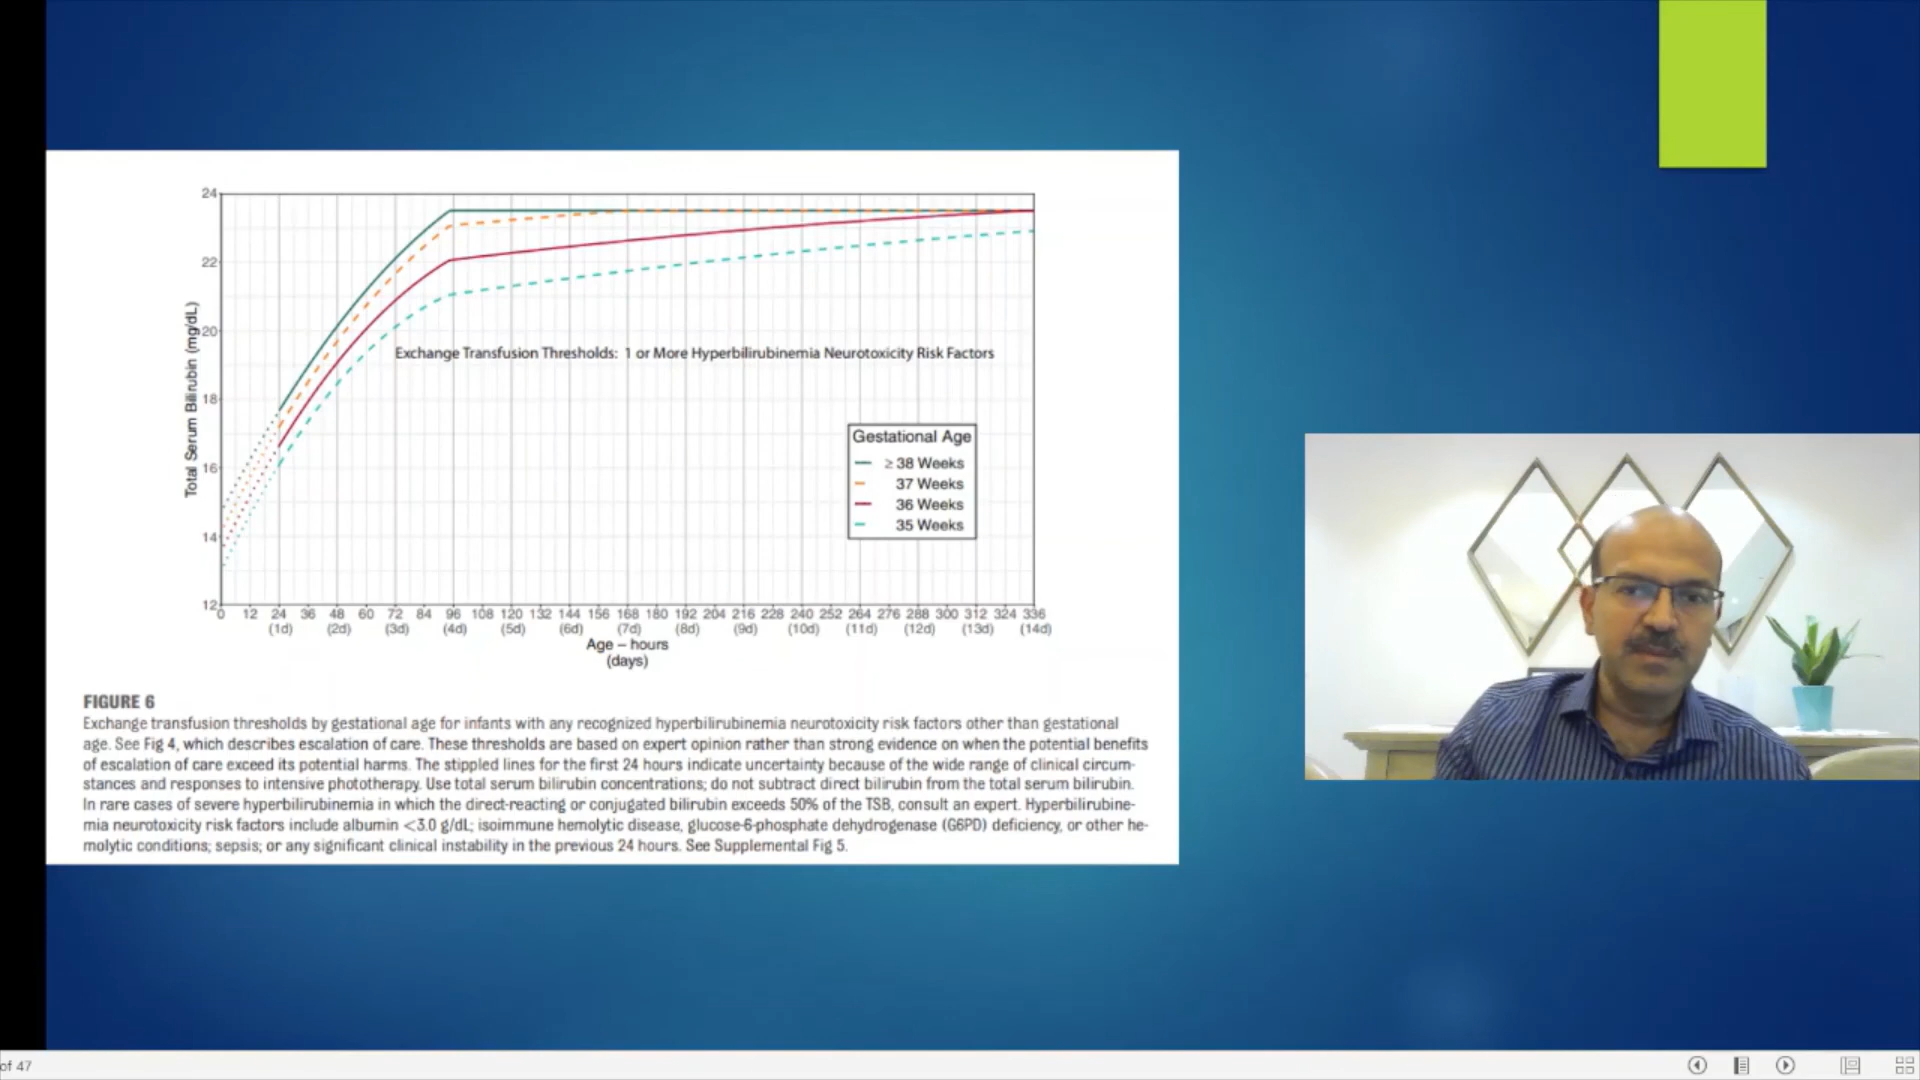 24
22
20
18
16
14
12
Total Serum Bilirubin (mg/dL)
Exchange Transfusion Thresholds: 1 or More Hyperbilirubinemia Neurotoxicity Risk Factors
Gestational Age
≥ 38 Weeks
37 Weeks
36 Weeks
35 Weeks
0 12 24 36 48 60 72 84 96 108 120 132 144 156 168 180 192 204 216 228 240 252 264 276 288 300 312 324 336
(1d) (2d) (3d) (4d) (5d) (6d) (7d) (8d) (9d) (10d) (11d) (12d) (13d) (14d)
Age – hours
(days)
FIGURE 6
Exchange transfusion thresholds by gestational age for infants with any recognized hyperbilirubinemia neurotoxicity risk factors other than gestational
age. See Fig 4, which describes escalation of care. These thresholds are based on expert opinion rather than strong evidence on when the potential benefits
of escalation of care exceed its potential harms. The stippled lines for the first 24 hours indicate uncertainty because of the wide range of clinical circum-
stances and responses to intensive phototherapy. Use total serum bilirubin concentrations; do not subtract direct bilirubin from the total serum bilirubin.
In rare cases of severe hyperbilirubinemia in which the direct-reacting or conjugated bilirubin exceeds 50% of the TSB, consult an expert. Hyperbilirubine-
mia neurotoxicity risk factors include albumin <3.0 g/dL; isoimmune hemolytic disease, glucose-6-phosphate dehydrogenase (G6PD) deficiency, or other he-
molytic conditions; sepsis; or any significant clinical instability in the previous 24 hours. See Supplemental Fig 5.
of 47